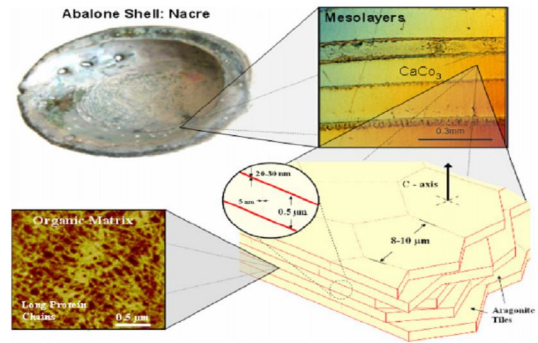 Abalone Shell: Nacre
Mesolayers
CaCo3
0.3mm
20-30 nm
5 nm
0.5 μm
C - axis
8-10 μm
Organic Matrix
Long Protein
Chains
0.5 μm
Aragonite
Tiles